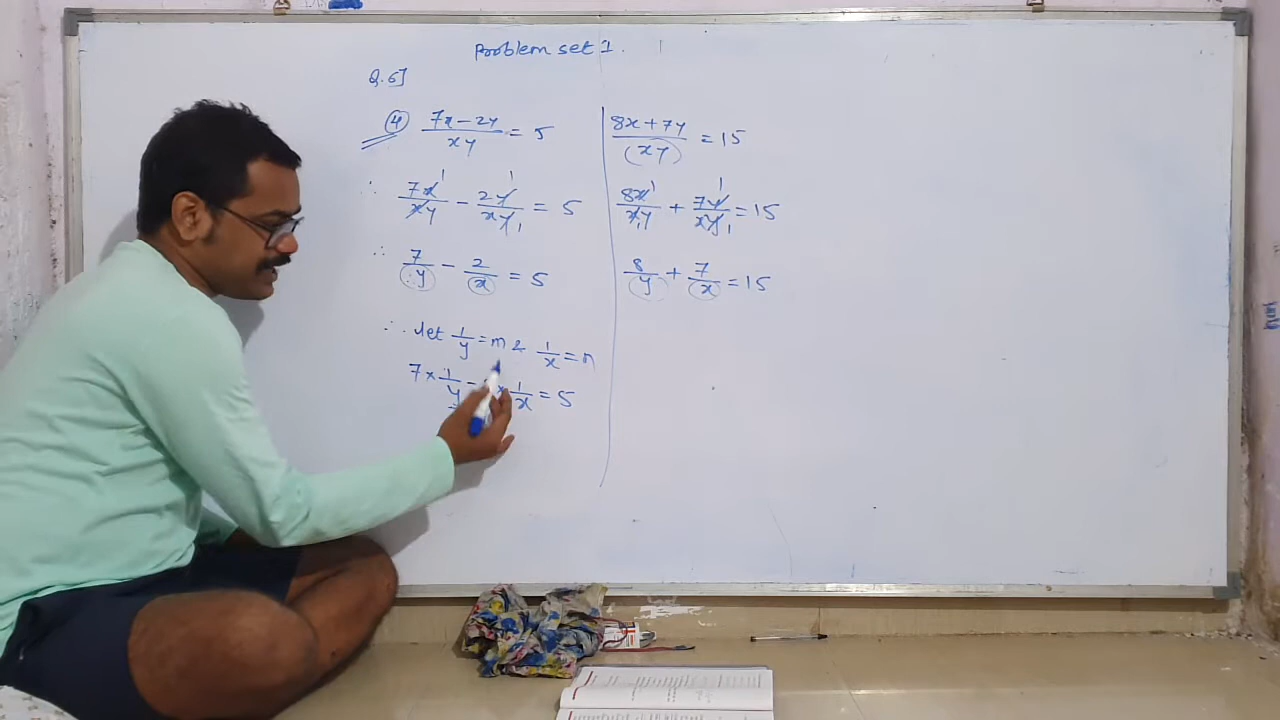 Problem set 1.
Q.6]
④ 7x-2y/xy = 5
∴ 7x/xy - 2y/xy = 5
∴ 7/y - 2/x = 5
∴ let 1/y = m & 1/x = n
7 × 1/y - × 1/x = 5
8x+7y/(xy) = 15
8x/xy + 7y/xy = 15
8/y + 7/x = 15